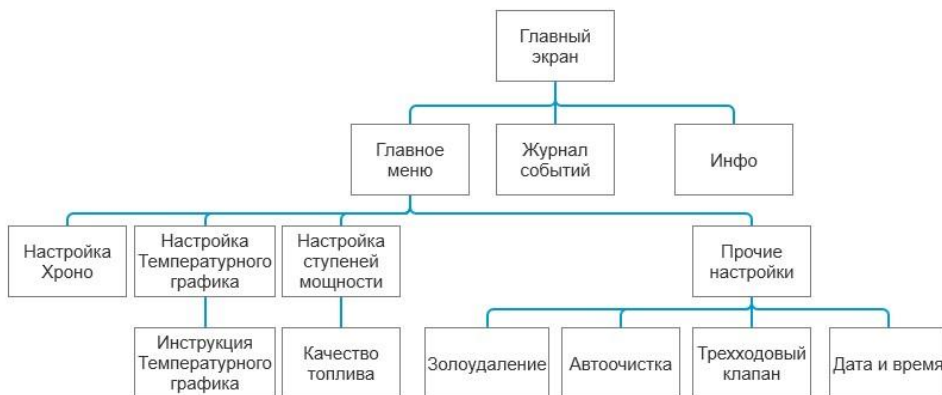 Главный
экран
Главное
меню
Журнал
событий
Инфо
Настройка
Хроно
Настройка
Температурного
графика
Настройка
ступеней
мощности
Прочие
настройки
Инструкция
Температурного
графика
Качество
топлива
Золоудаление
Автоочистка
Трехходовый
клапан
Дата и время